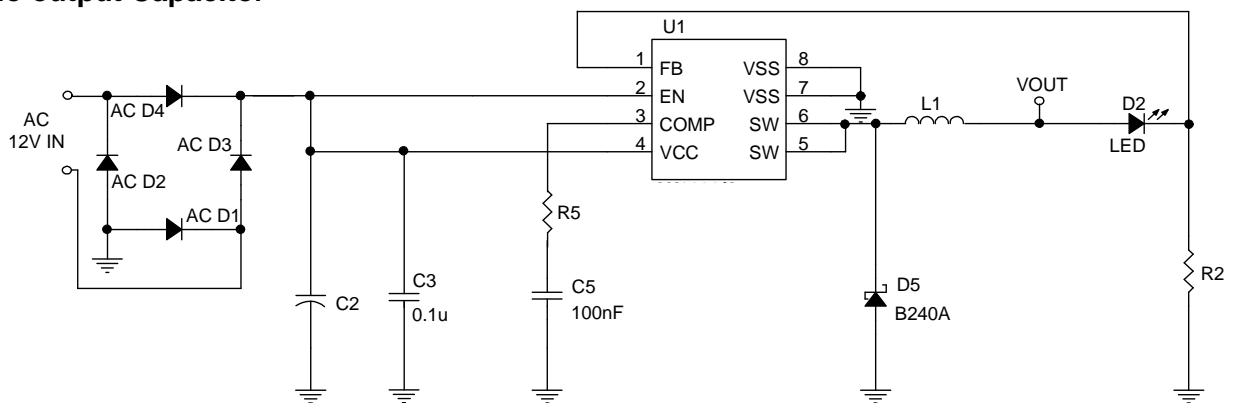 U1
1 FB VSS 8
2 EN VSS 7
3 COMP SW 6
4 VCC SW 5
AC
12V IN
AC D4
AC D3
AC D2
AC D1
L1
VOUT
D2
LED
R5
C2
C3
0.1u
C5
100nF
D5
B240A
R2